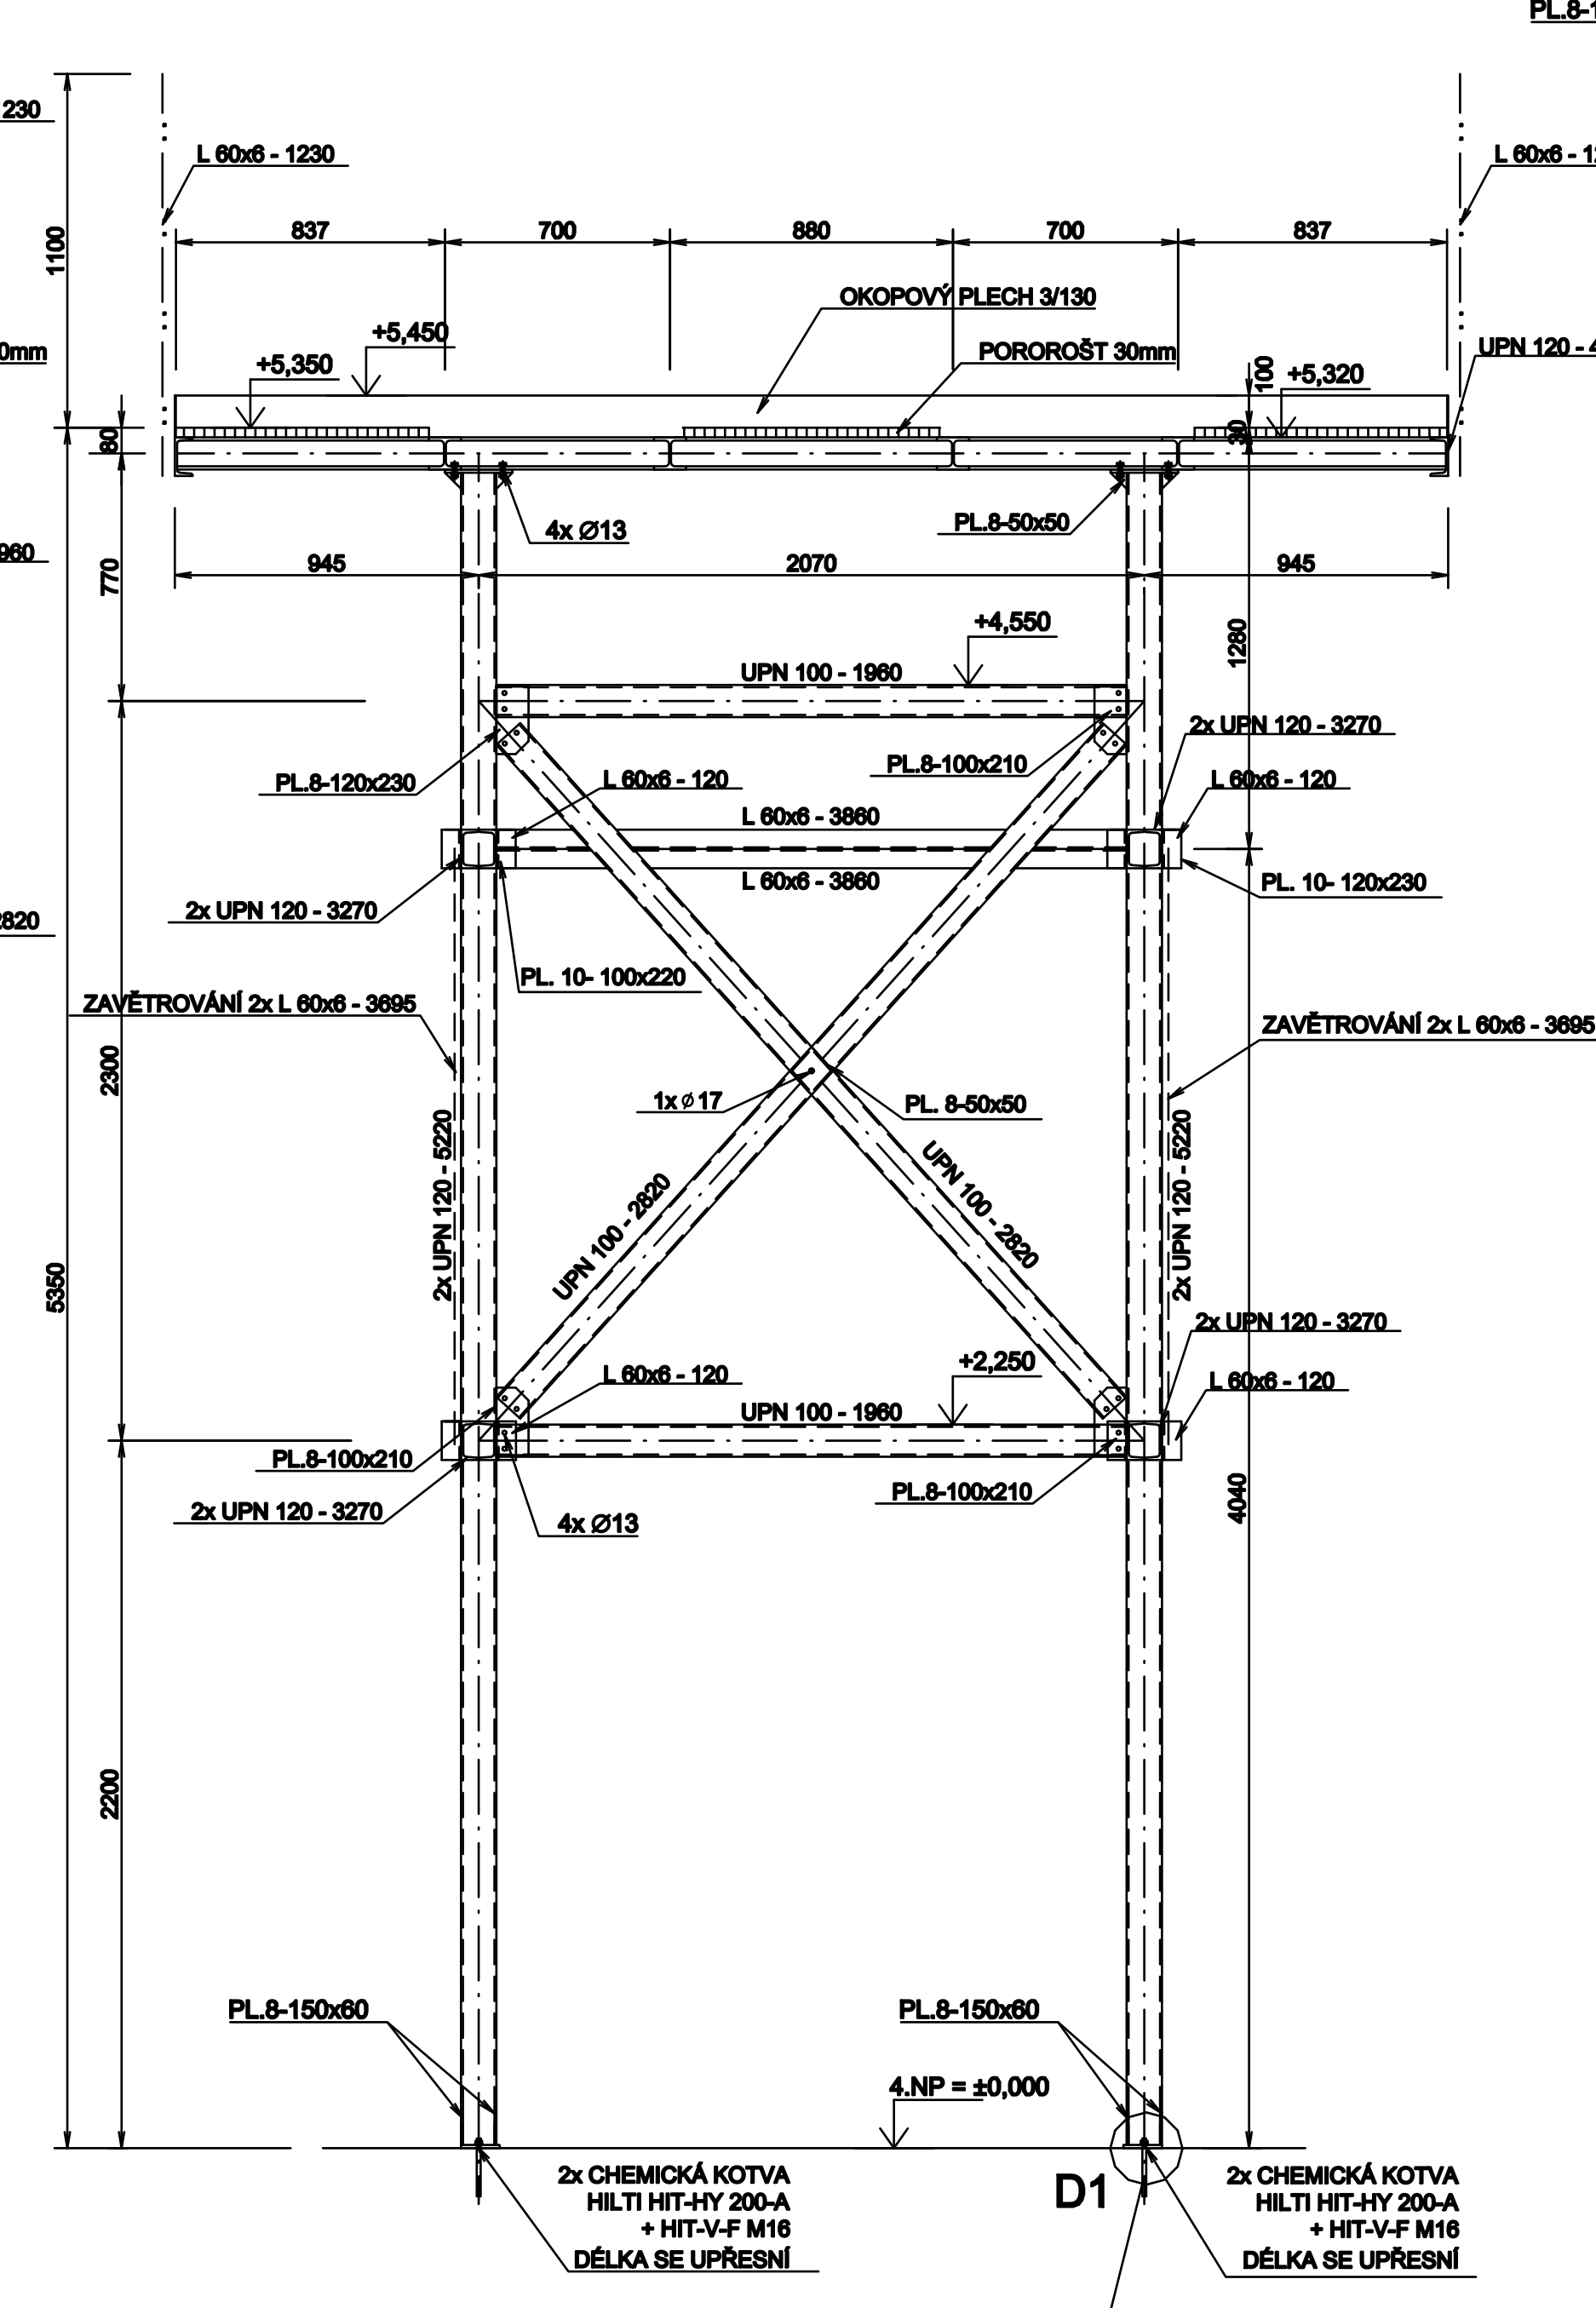 PL.8-1
230
L 60x6 - 1230
L 60x6 - 12
1100
837
700
880
700
837
OKOPOVÝ PLECH 3/130
+5,450
0mm
+5,350
POROROŠT 30mm
100
+5,320
UPN 120 - 4
80
30
4x Ø13
PL.8-50x50
960
770
945
2070
945
+4,550
1280
UPN 100 - 1960
2x UPN 120 - 3270
PL.8-120x230
L 60x6 - 120
PL.8-100x210
L 60x6 - 120
L 60x6 - 3860
L 60x6 - 3860
PL. 10- 120x230
2x UPN 120 - 3270
2820
PL. 10- 100x220
ZAVĚTROVÁNÍ 2x L 60x6 - 3695
ZAVĚTROVÁNÍ 2x L 60x6 - 3695
2300
1x Ø 17
PL. 8-50x50
2x UPN 120 - 5220
UPN 100 - 2820
UPN 100 - 2820
2x UPN 120 - 5220
5350
2x UPN 120 - 3270
+2,250
L 60x6 - 120
L 60x6 - 120
UPN 100 - 1960
PL.8-100x210
PL.8-100x210
2x UPN 120 - 3270
4x Ø13
4040
2200
PL.8-150x60
PL.8-150x60
4.NP = ±0,000
D1
2x CHEMICKÁ KOTVA
HILTI HIT-HY 200-A
+ HIT-V-F M16
DÉLKA SE UPŘESNÍ
2x CHEMICKÁ KOTVA
HILTI HIT-HY 200-A
+ HIT-V-F M16
DÉLKA SE UPŘESNÍ